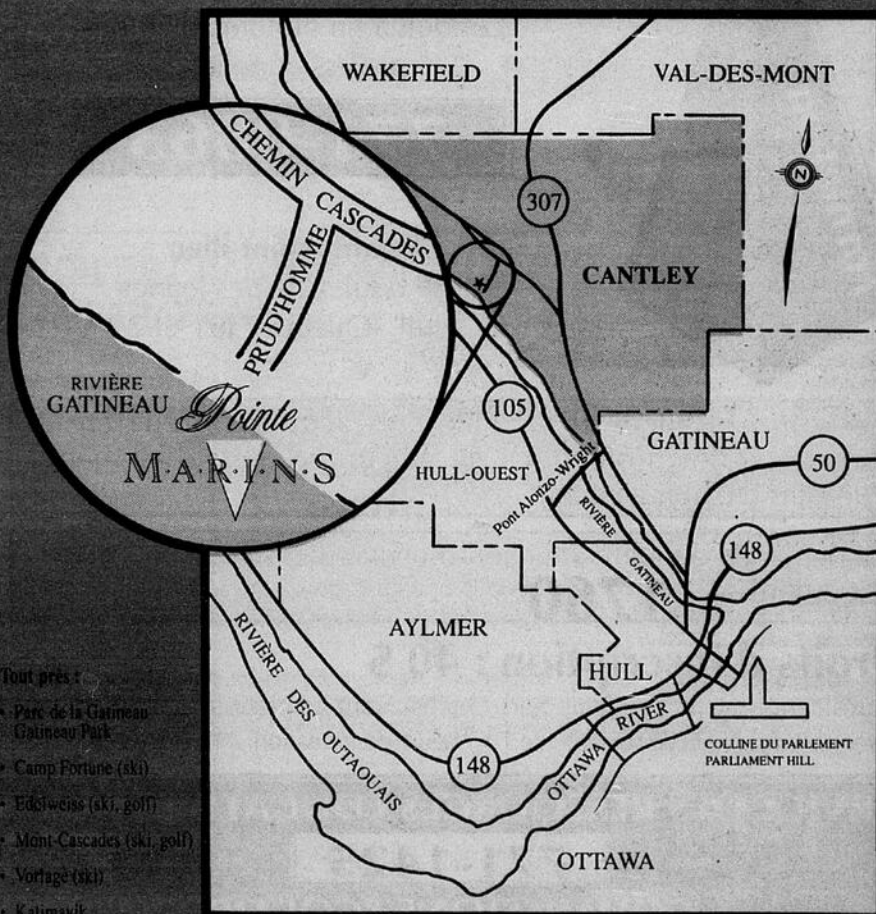 WAKEFIELD
VAL-DES-MONT
CHEMIN CASCADES
307
N
PRUD'HOMME
CANTLEY
RIVIÈRE
GATINEAU
Pointe
M·A·R·I·N·S
105
GATINEAU
HULL-OUEST
50
Pont Alonzo-Wright
RIVIÈRE
GATINEAU
148
AYLMER
RIVIÈRE DES OUTAOUAIS
HULL
OTTAWA RIVER
148
COLLINE DU PARLEMENT
PARLIAMENT HILL
OTTAWA
Tout près :
• Parc de la Gatineau
Gatineau Park
• Camp Fortune (ski)
• Edelweiss (ski, golf)
• Mont-Cascades (ski, golf)
• Vorlage (ski)
• Katimavik